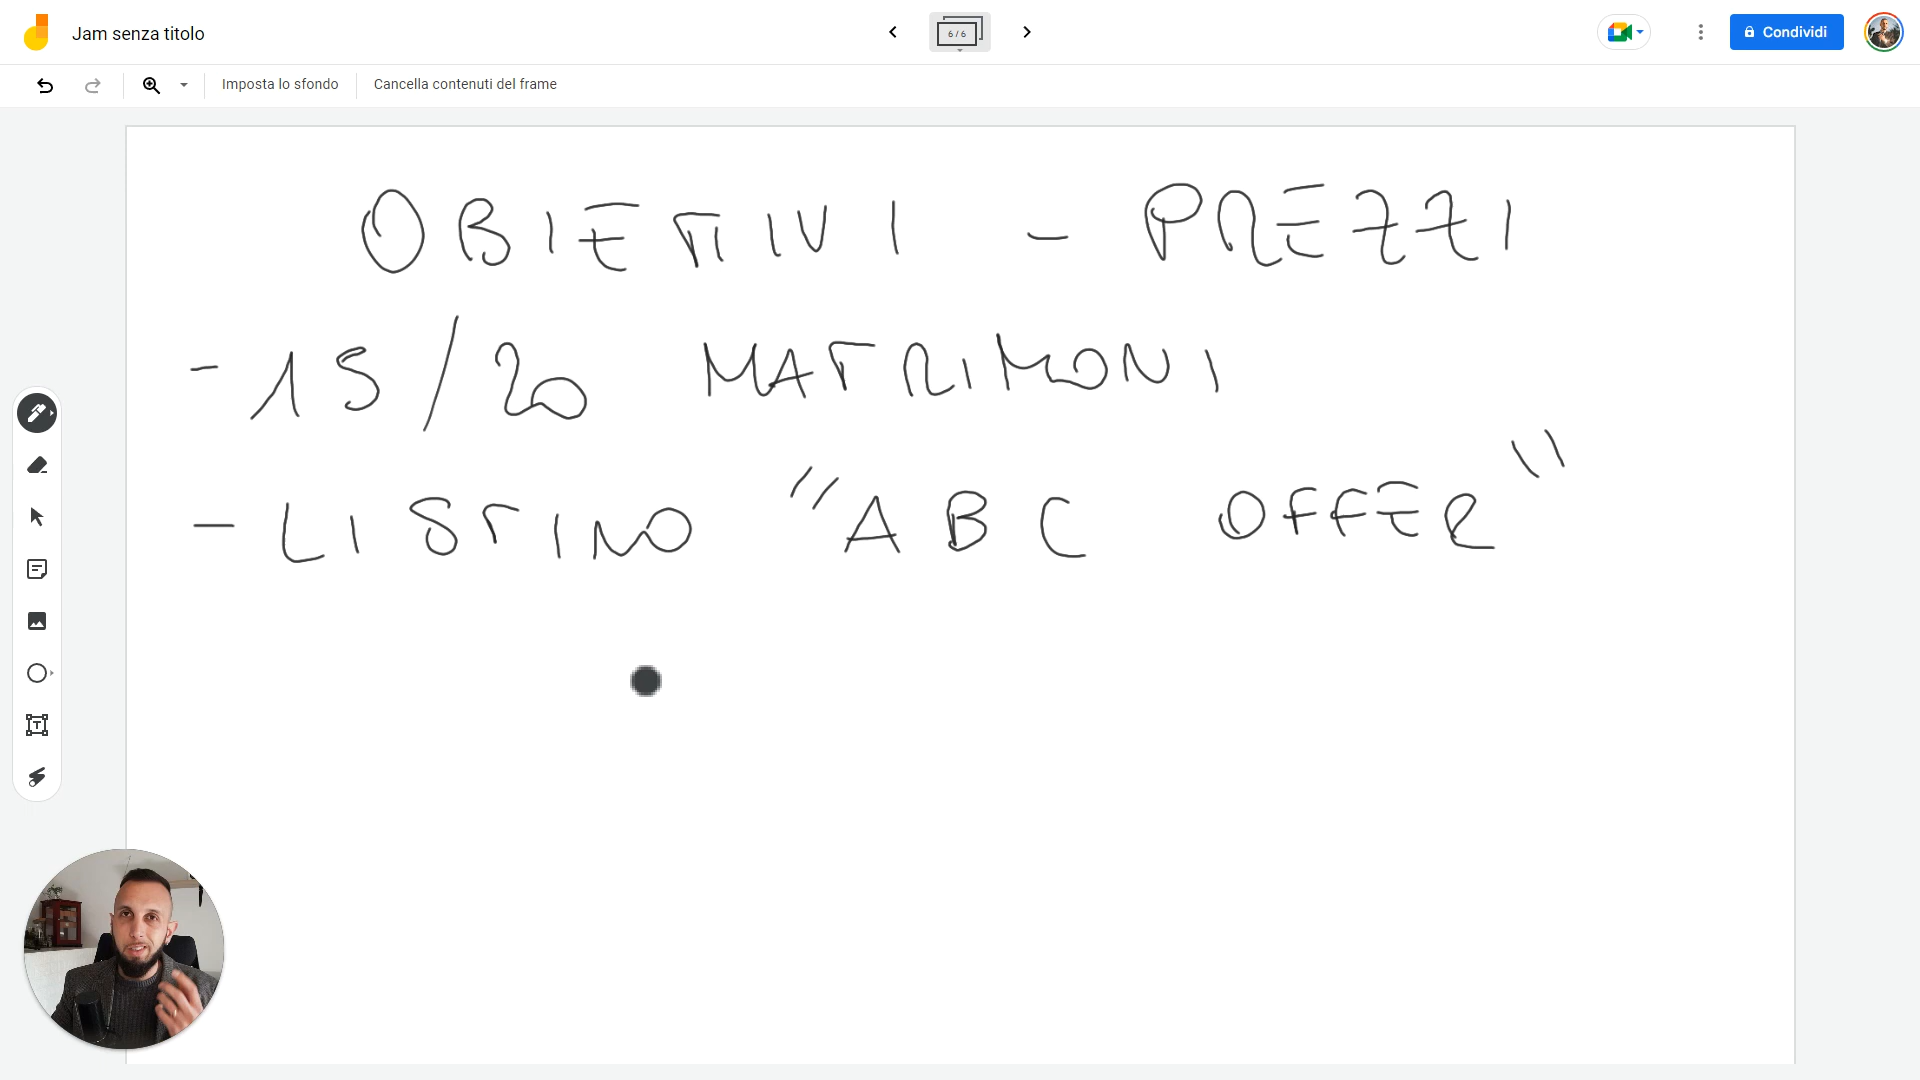 Jam senza titolo
6 / 6
Condividi
Imposta lo sfondo
Cancella contenuti del frame
OBIETTIVI - PREZZI
- 15/20 MATRIMONI
- LISTINO "ABC OFFER"